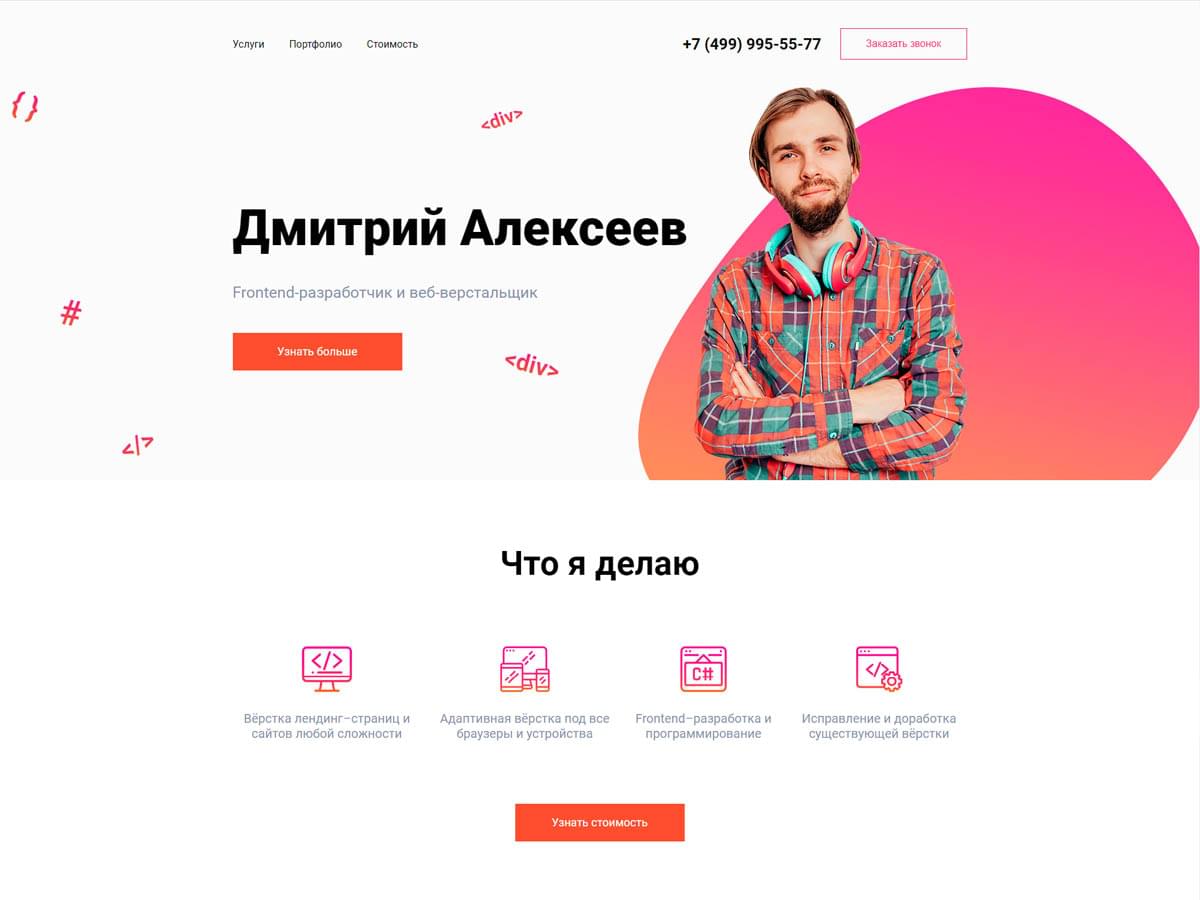 Услуги Портфолио Стоимость +7 (499) 995-55-77 Заказать звонок
{ }
<div>
Дмитрий Алексеев
Frontend-разработчик и веб-верстальщик
#
Узнать больше
<div>
</>
Что я делаю
</>
C#
</>
Вёрстка лендинг–страниц и
сайтов любой сложности
Адаптивная вёрстка под все
браузеры и устройства
Frontend–разработка и
программирование
Исправление и доработка
существующей вёрстки
Узнать стоимость